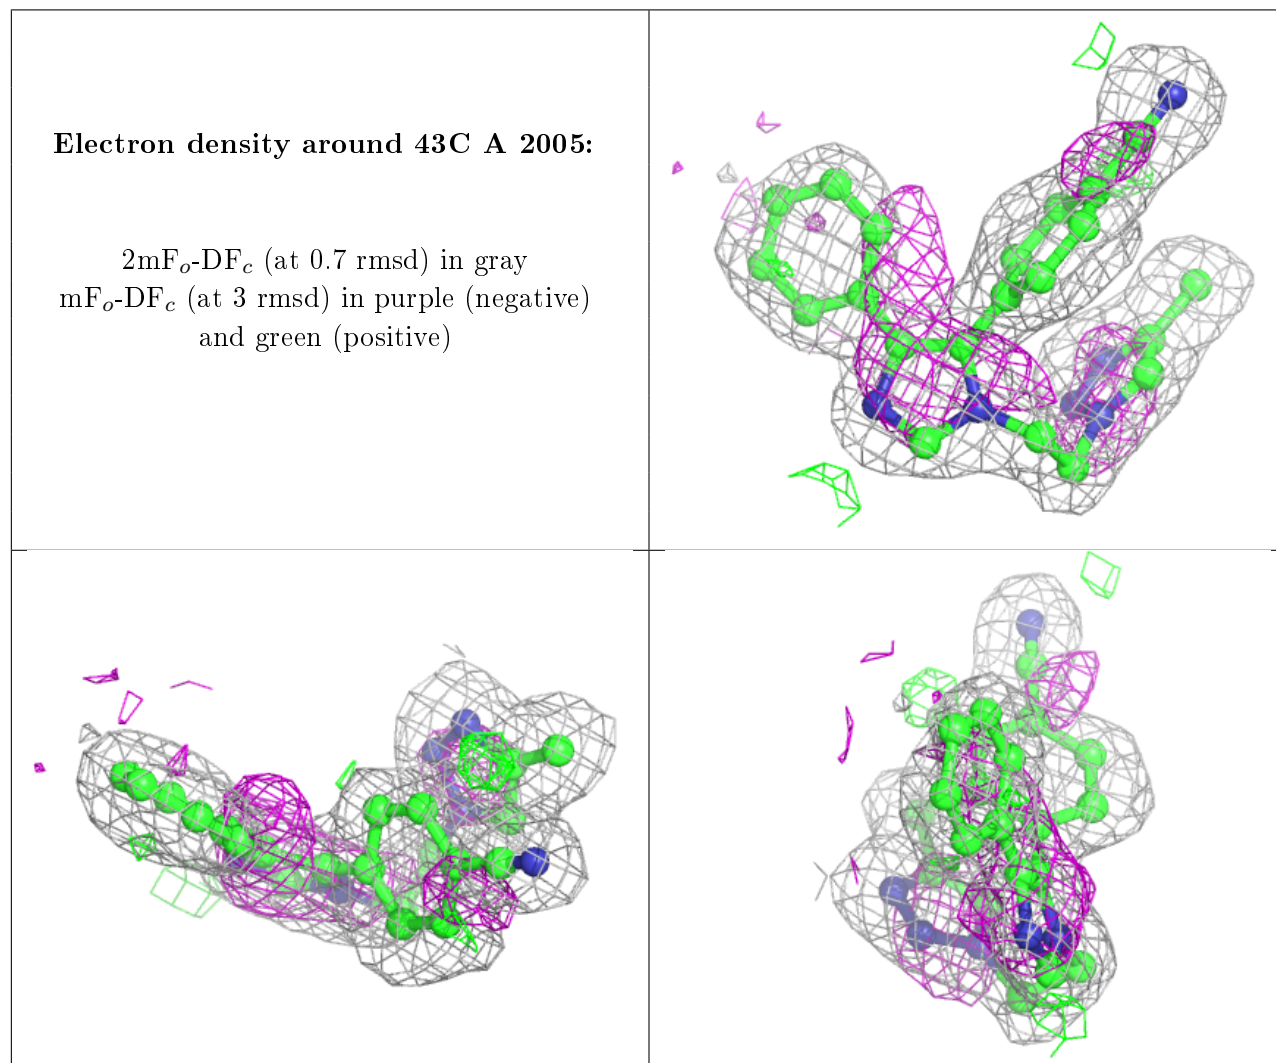 Electron density around 43C A 2005:
2mFₒ-DF𝒸 (at 0.7 rmsd) in gray
mFₒ-DF𝒸 (at 3 rmsd) in purple (negative)
and green (positive)